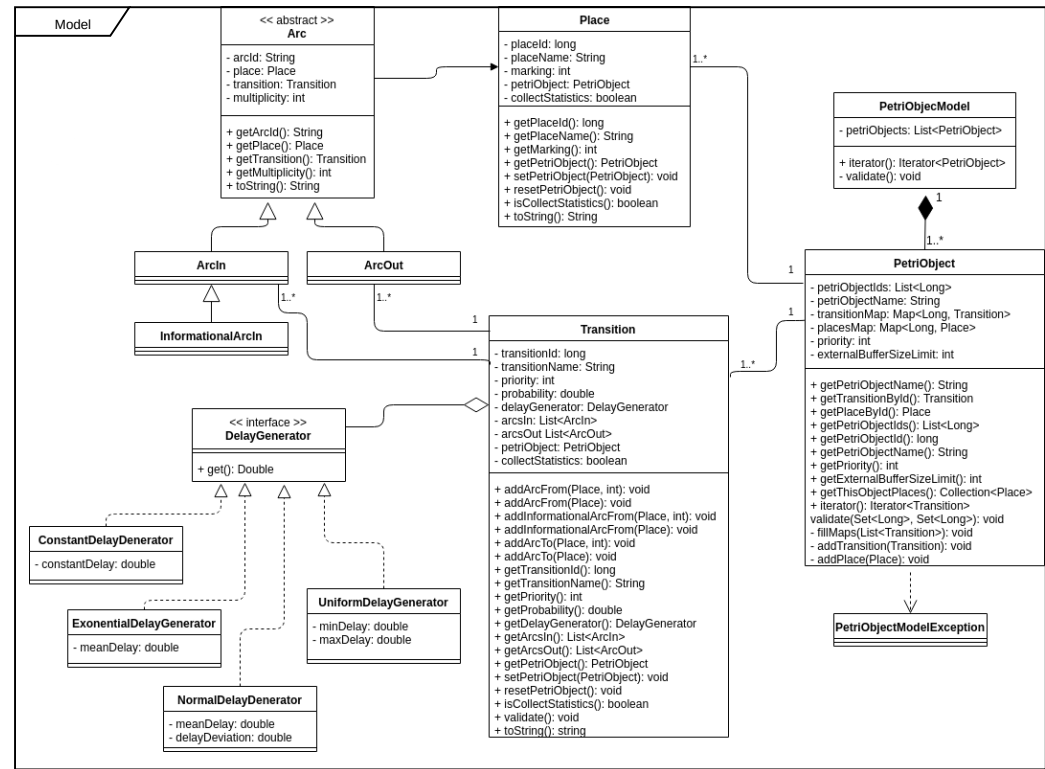 Model
<< abstract >>
Arc
- arcId: String
- place: Place
- transition: Transition
- multiplicity: int
+ getArcId(): String
+ getPlace(): Place
+ getTransition(): Transition
+ getMultiplicity(): int
+ toString(): String
Place
- placeId: long
- placeName: String
- marking: int
- petriObject: PetriObject
- collectStatistics: boolean
+ getPlaceId(): long
+ getPlaceName(): String
+ getMarking(): int
+ getPetriObject(): PetriObject
+ setPetriObject(PetriObject): void
+ resetPetriObject(): void
+ isCollectStatistics(): boolean
+ toString(): String
1..*
PetriObjecModel
- petriObjects: List<PetriObject>
+ iterator(): Iterator<PetriObject>
- validate(): void
1
1..*
ArcIn
ArcOut
1..*
1..*
InformationalArcIn
1
1
1
1
1..*
PetriObject
- petriObjectIds: List<Long>
- petriObjectName: String
- transitionMap: Map<Long, Transition>
- placesMap: Map<Long, Place>
- priority: int
- externalBufferSizeLimit: int
+ getPetriObjectName(): String
+ getTransitionById(): Transition
+ getPlaceById(): Place
+ getPetriObjectIds(): List<Long>
+ getPetriObjectId(): long
+ getPetriObjectName(): String
+ getPriority(): int
+ getExternalBufferSizeLimit(): int
+ getThisObjectPlaces(): Collection<Place>
+ iterator(): Iterator<Transition>
validate(Set<Long>, Set<Long>): void
- fillMaps(List<Transition>): void
- addTransition(Transition): void
- addPlace(Place): void
Transition
- transitionId: long
- transitionName: String
- priority: int
- probability: double
- delayGenerator: DelayGenerator
- arcsIn: List<ArcIn>
- arcsOut List<ArcOut>
- petriObject: PetriObject
- collectStatistics: boolean
+ addArcFrom(Place, int): void
+ addArcFrom(Place): void
+ addInformationalArcFrom(Place, int): void
+ addInformationalArcFrom(Place): void
+ addArcTo(Place, int): void
+ addArcTo(Place): void
+ getTransitionId(): long
+ getTransitionName(): String
+ getPriority(): int
+ getProbability(): double
+ getDelayGenerator(): DelayGenerator
+ getArcsIn(): List<ArcIn>
+ getArcsOut(): List<ArcOut>
+ getPetriObject(): PetriObject
+ setPetriObject(PetriObject): void
+ resetPetriObject(): void
+ isCollectStatistics(): boolean
+ validate(): void
+ toString(): string
<< interface >>
DelayGenerator
+ get(): Double
ConstantDelayDenerator
- constantDelay: double
ExonentialDelayGenerator
- meanDelay: double
UniformDelayGenerator
- minDelay: double
- maxDelay: double
NormalDelayDenerator
- meanDelay: double
- delayDeviation: double
PetriObjectModelException